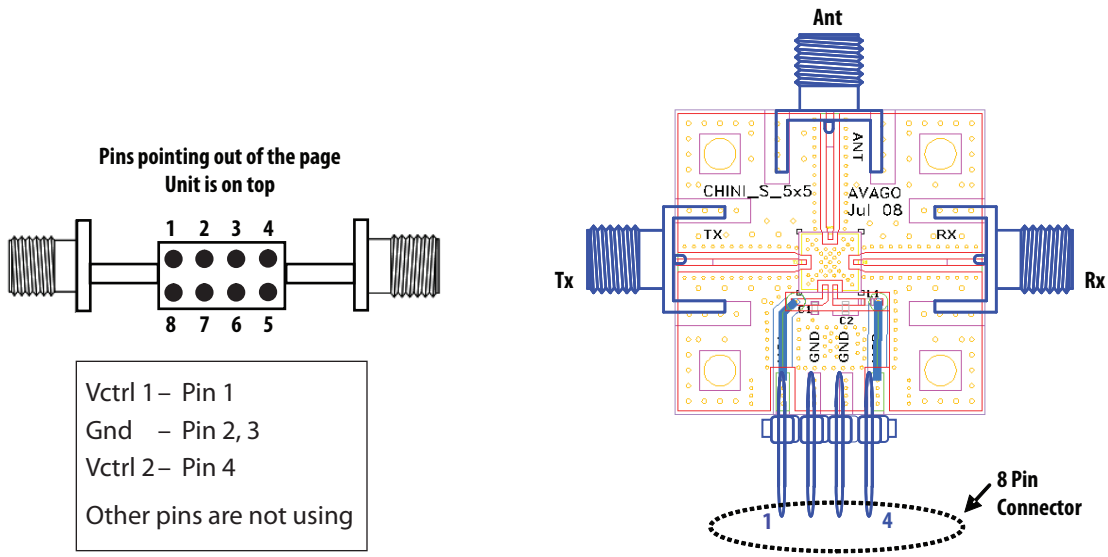 Pins pointing out of the page
Unit is on top
1 2 3 4
8 7 6 5
Vctrl 1 – Pin 1
Gnd – Pin 2, 3
Vctrl 2 – Pin 4
Other pins are not using
Ant
ANT
CHINI_S_5x5
AVAGO
Jul 08
TX
RX
Tx
Rx
C1
C2
L1
GND
GND
1
4
8 Pin
Connector